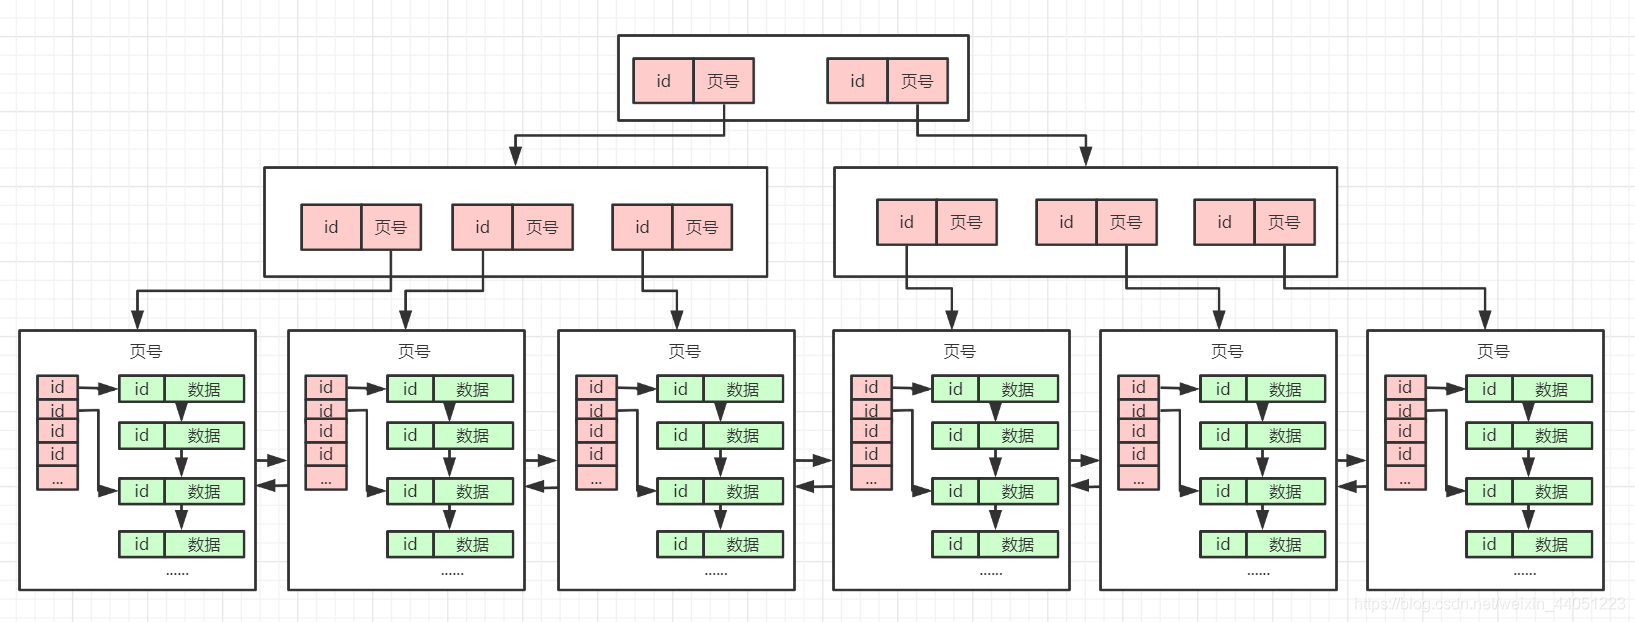 id 页号 id 页号
id 页号 id 页号 id 页号 id 页号 id 页号 id 页号
页号 页号 页号 页号 页号 页号
id id 数据 id id 数据 id id 数据 id id 数据 id id 数据 id id 数据
id id id id id id
id id 数据 id id 数据 id id 数据 id id 数据 id id 数据 id id 数据
id id id id id id
... ... ... ... ... ...
id 数据 id 数据 id 数据 id 数据 id 数据 id 数据
id 数据 id 数据 id 数据 id 数据 id 数据 id 数据
...... ...... ...... ...... ...... ......
https://blog.csdn.net/weixin_44051223